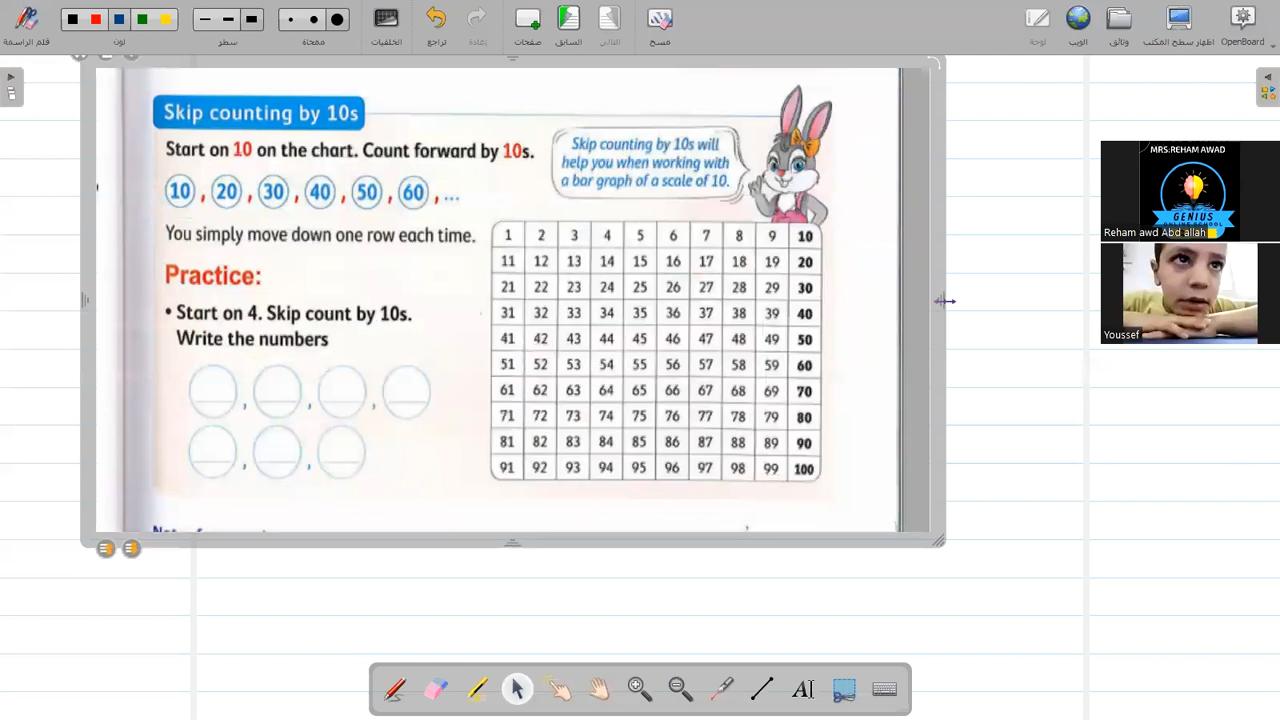 قلم الراسمة
لون
سطر
ممحاة
الخلفيات
تراجع
إعادة
صفحات
السابق
التالي
مسح
لوحة
الويب
وثائق
اظهار سطح المكتب
OpenBoard
Skip counting by 10s
Start on 10 on the chart. Count forward by 10s.
10, 20, 30, 40, 50, 60, ...
You simply move down one row each time.
Practice:
• Start on 4. Skip count by 10s.
Write the numbers
Skip counting by 10s will
help you when working with
a bar graph of a scale of 10.
1 2 3 4 5 6 7 8 9 10
11 12 13 14 15 16 17 18 19 20
21 22 23 24 25 26 27 28 29 30
31 32 33 34 35 36 37 38 39 40
41 42 43 44 45 46 47 48 49 50
51 52 53 54 55 56 57 58 59 60
61 62 63 64 65 66 67 68 69 70
71 72 73 74 75 76 77 78 79 80
81 82 83 84 85 86 87 88 89 90
91 92 93 94 95 96 97 98 99 100
MRS.REHAM AWAD
GENIUS
ONLINE SCHOOL
Reham awd Abd allah
Youssef